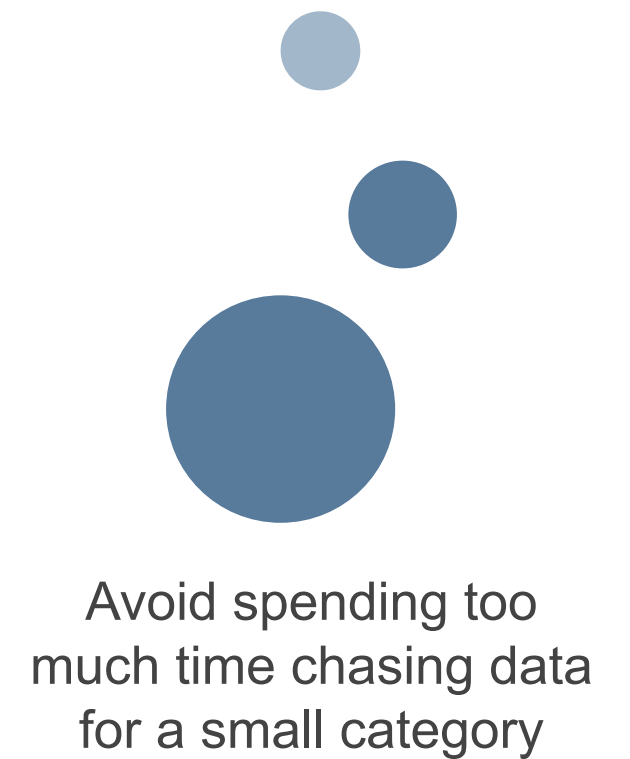 Avoid spending too
much time chasing data
for a small category